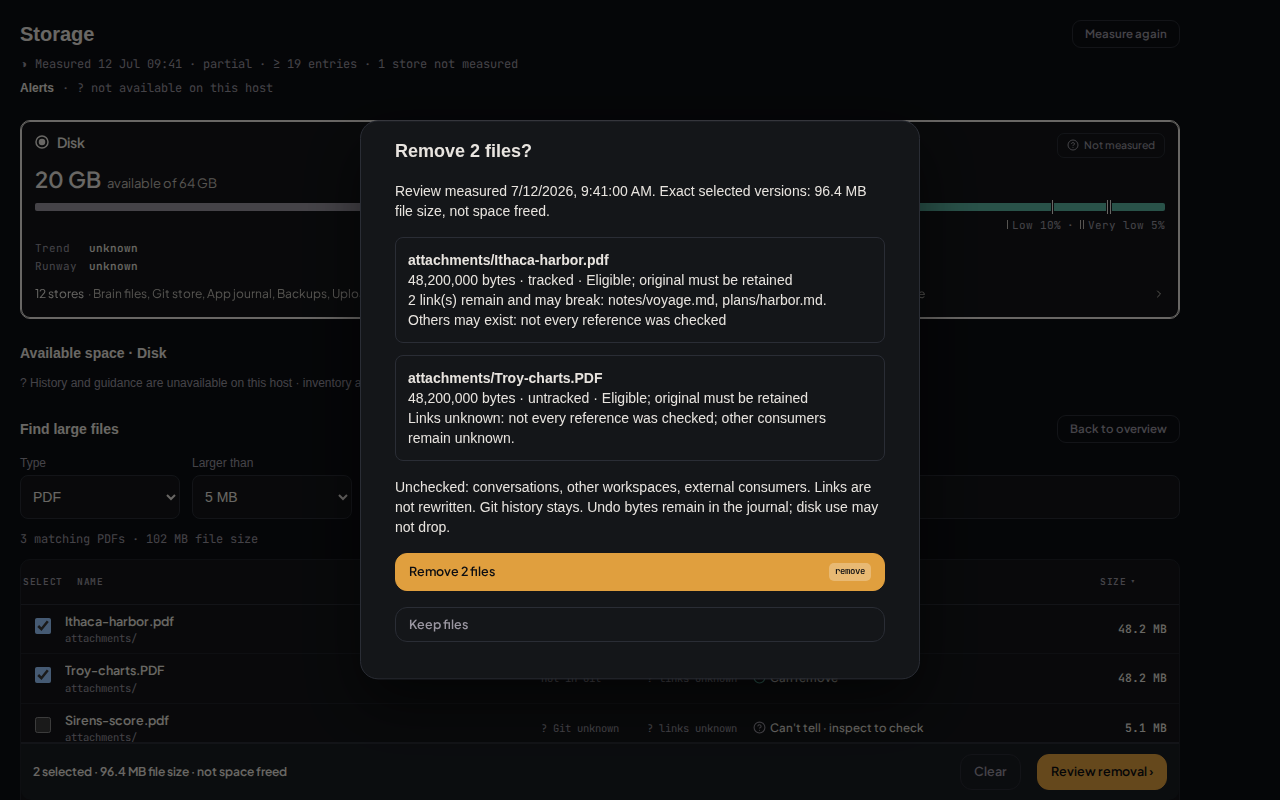 Storage
Measure again
Measured 12 Jul 09:41 · partial · ≥ 19 entries · 1 store not measured
Alerts · ? not available on this host
Disk
Not measured
20 GB available of 64 GB
Low 10% · Very low 5%
Trend unknown
Runway unknown
12 stores · Brain files, Git store, App journal, Backups, Uplo
Available space · Disk
? History and guidance are unavailable on this host · inventory a
Find large files
Back to overview
Type
Larger than
PDF
5 MB
3 matching PDFs · 102 MB file size
SELECT NAME
SIZE
Ithaca-harbor.pdf
attachments/
48.2 MB
Troy-charts.PDF
attachments/
not in Git ? links unknown Can remove
48.2 MB
Sirens-score.pdf
attachments/
? Git unknown ? links unknown Can't tell · inspect to check
5.1 MB
2 selected · 96.4 MB file size · not space freed
Clear
Review removal ›
Remove 2 files?
Review measured 7/12/2026, 9:41:00 AM. Exact selected versions: 96.4 MB
file size, not space freed.
attachments/Ithaca-harbor.pdf
48,200,000 bytes · tracked · Eligible; original must be retained
2 link(s) remain and may break: notes/voyage.md, plans/harbor.md.
Others may exist: not every reference was checked
attachments/Troy-charts.PDF
48,200,000 bytes · untracked · Eligible; original must be retained
Links unknown: not every reference was checked; other consumers
remain unknown.
Unchecked: conversations, other workspaces, external consumers. Links are
not rewritten. Git history stays. Undo bytes remain in the journal; disk use may
not drop.
Remove 2 files
remove
Keep files